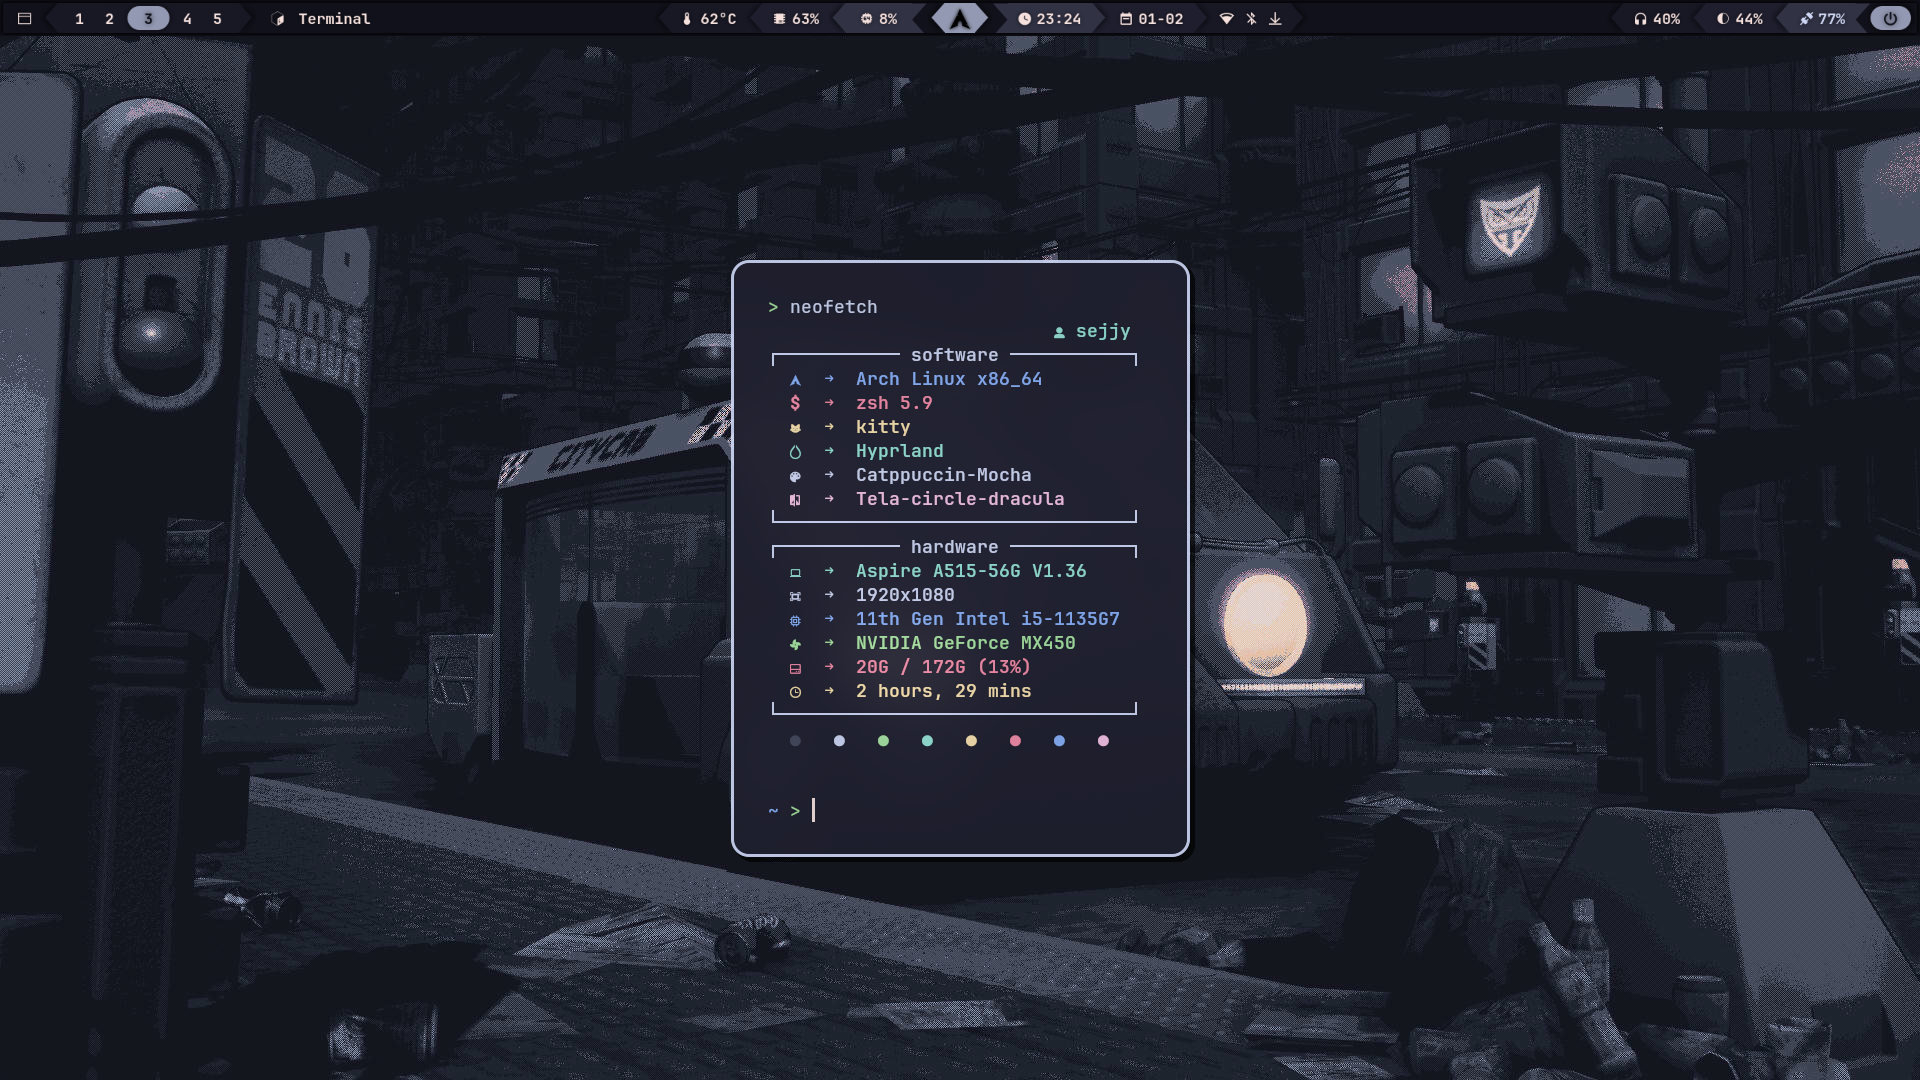 1 2 3 4 5 Terminal 62°C 63% 8% 23:24 01-02 40% 44% 77%
26
ENNIS
BROWN
CITYCAB
> neofetch
sejjy
software
→ Arch Linux x86_64
$ → zsh 5.9
→ kitty
→ Hyprland
→ Catppuccin-Mocha
→ Tela-circle-dracula
hardware
→ Aspire A515-56G V1.36
→ 1920x1080
→ 11th Gen Intel i5-1135G7
→ NVIDIA GeForce MX450
→ 20G / 172G (13%)
→ 2 hours, 29 mins
~ >